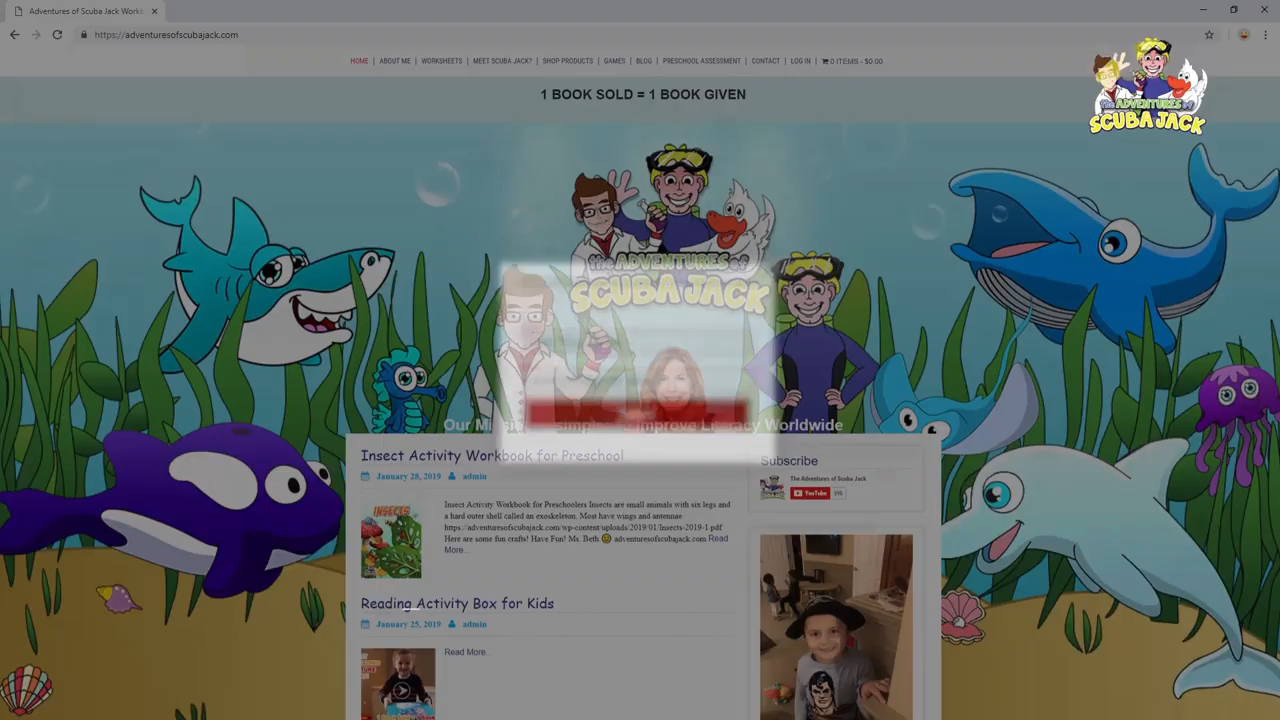 Adventures of Scuba Jack Work
https://adventuresofscubajack.com
HOME ABOUT ME WORKSHEETS MEET SCUBA JACK? SHOP PRODUCTS GAMES BLOG PRESCHOOL ASSESSMENT CONTACT LOG IN 0 ITEMS - $0.00
1 BOOK SOLD = 1 BOOK GIVEN
the ADVENTURES of
SCUBA JACK
the ADVENTURES of
SCUBA JACK
Our Improve Literacy Worldwide
Insect Activity Workbook for Preschool
January 28, 2019 admin
INSECTS
Insect Activity Workbook for Preschoolers Insects are small animals with six legs and
a hard outer shell called an exoskeleton. Most have wings and antennae
https://adventuresofscubajack.com/wp-content/uploads/2019/01/Insects-2019-1.pdf
Here are some fun crafts! Have Fun! Ms. Beth adventuresofscubajack.com Read
More...
Reading Activity Box for Kids
January 25, 2019 admin
Read More...
Subscribe
The Adventures of Scuba Jack
YouTube